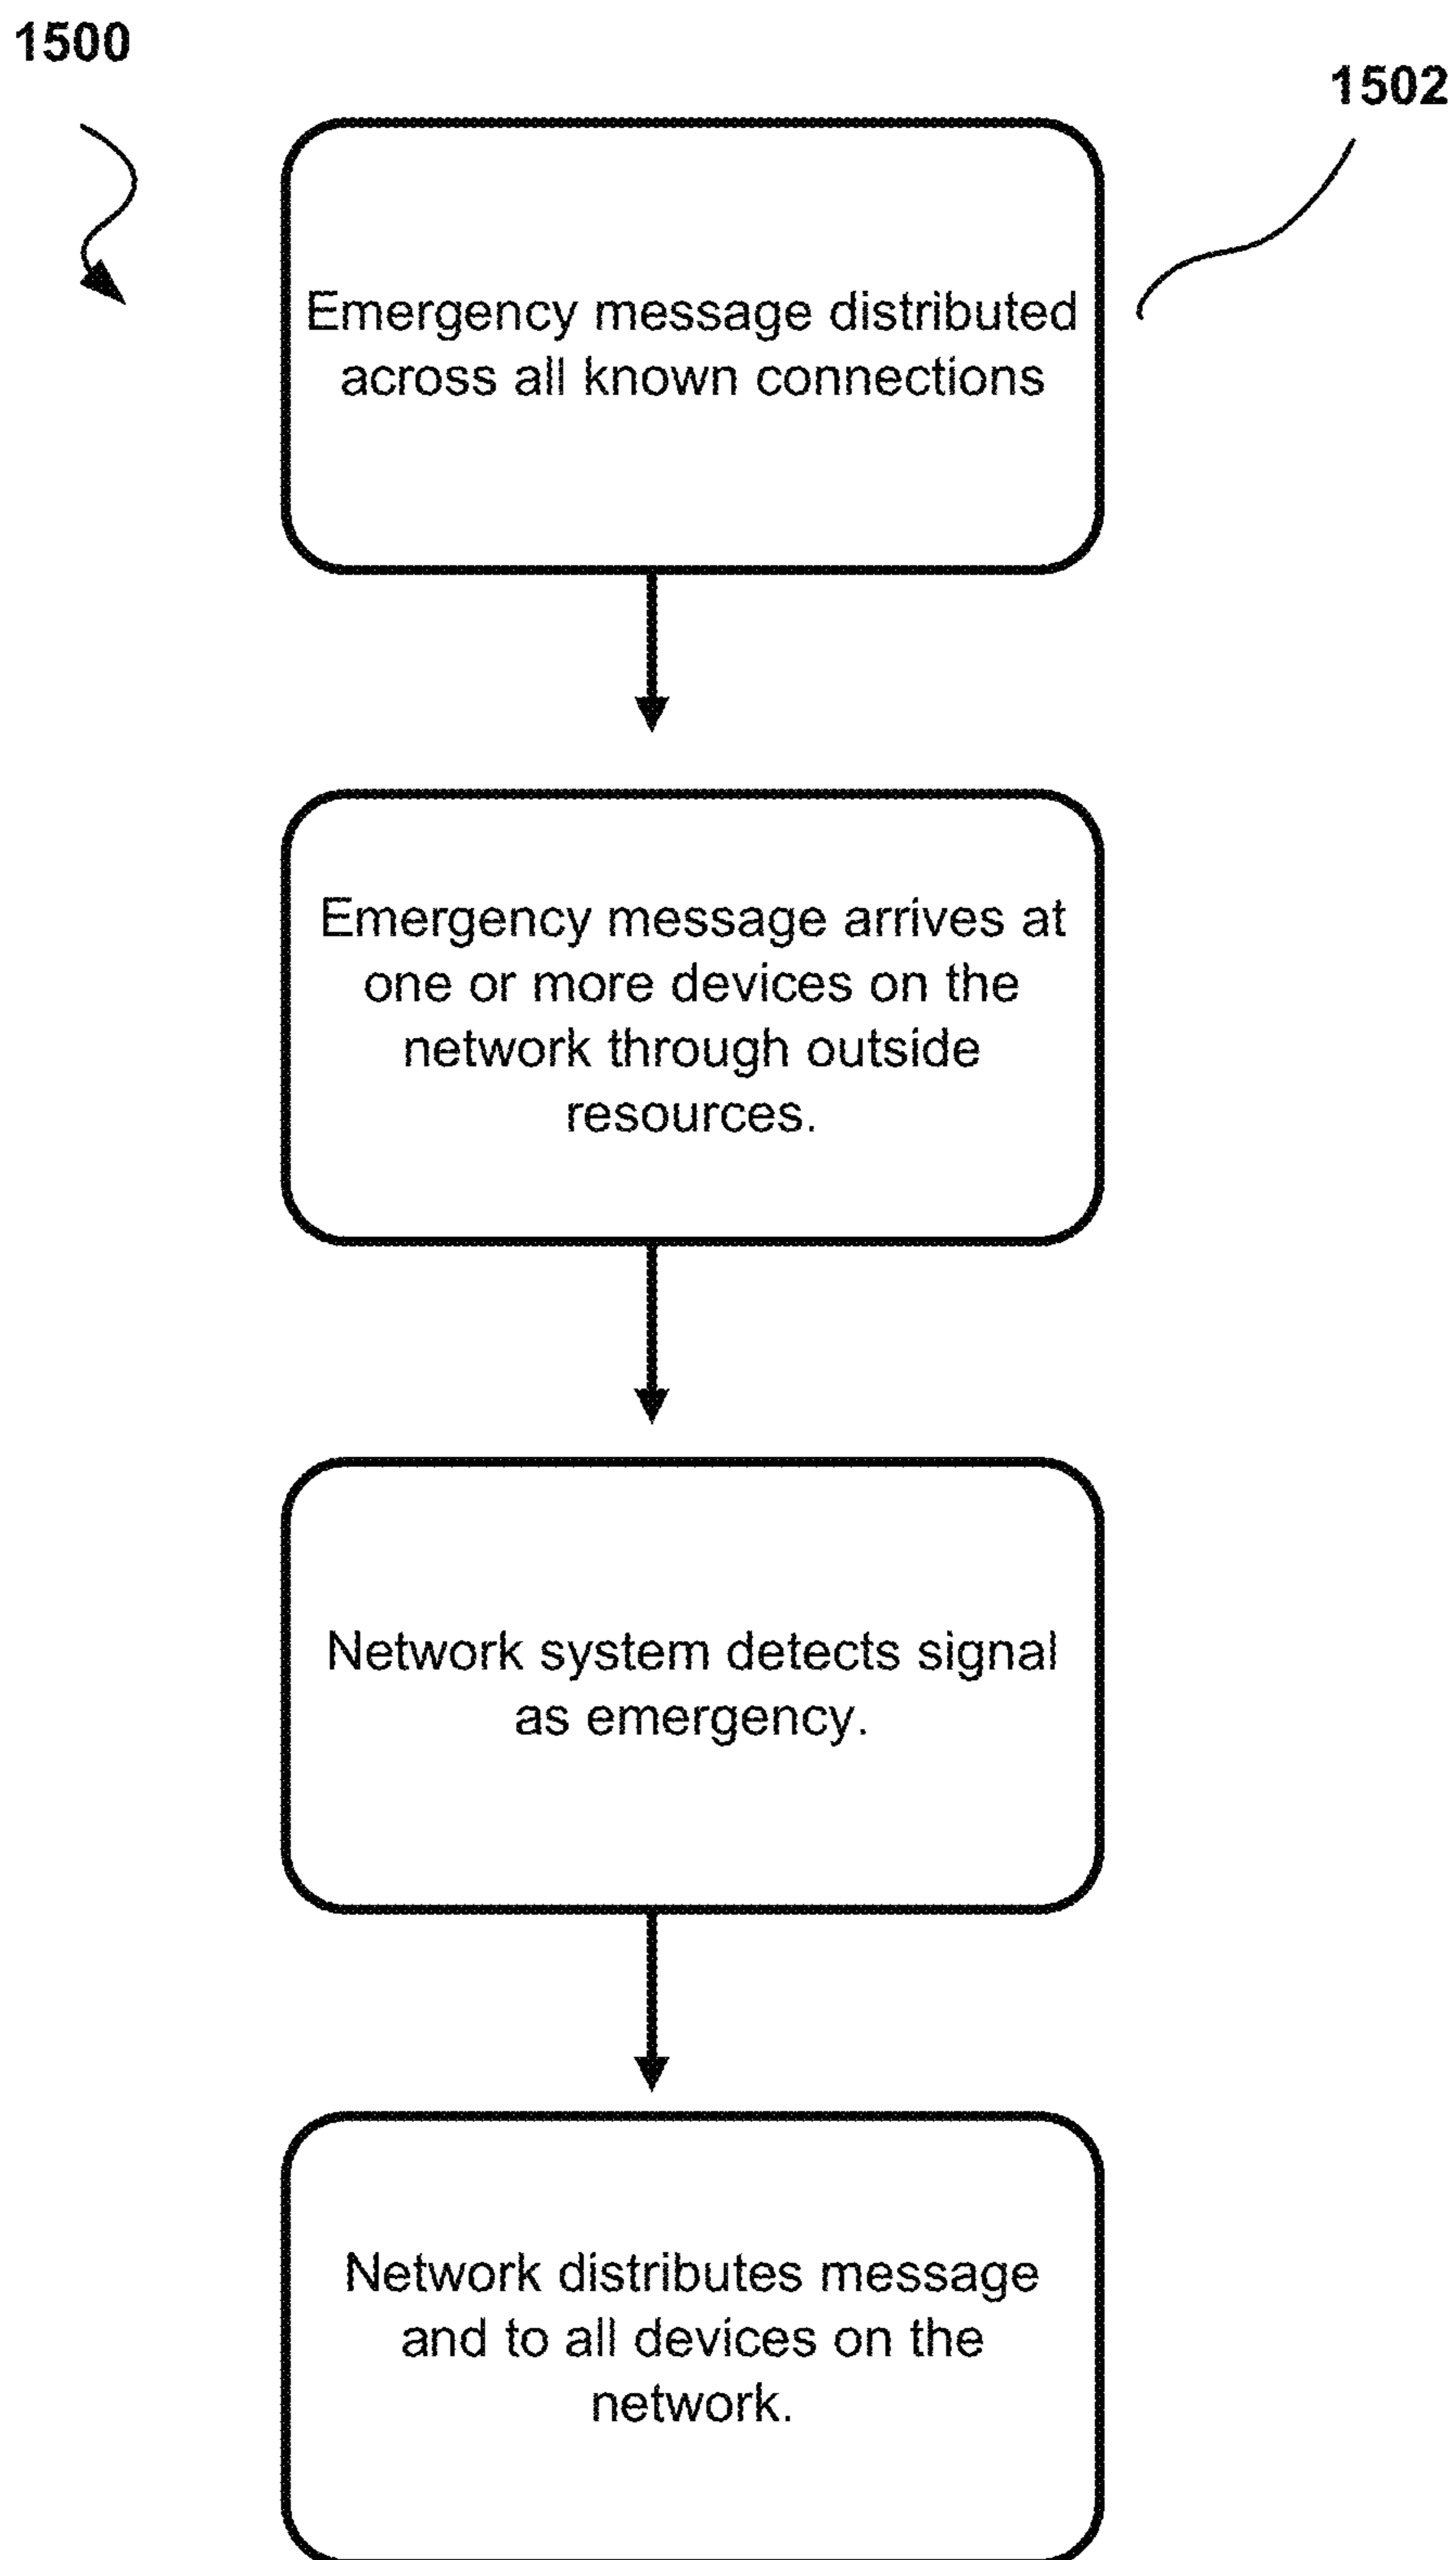 1500
1502
Emergency message distributed
across all known connections
Emergency message arrives at
one or more devices on the
network through outside
resources.
Network system detects signal
as emergency.
Network distributes message
and to all devices on the
network.